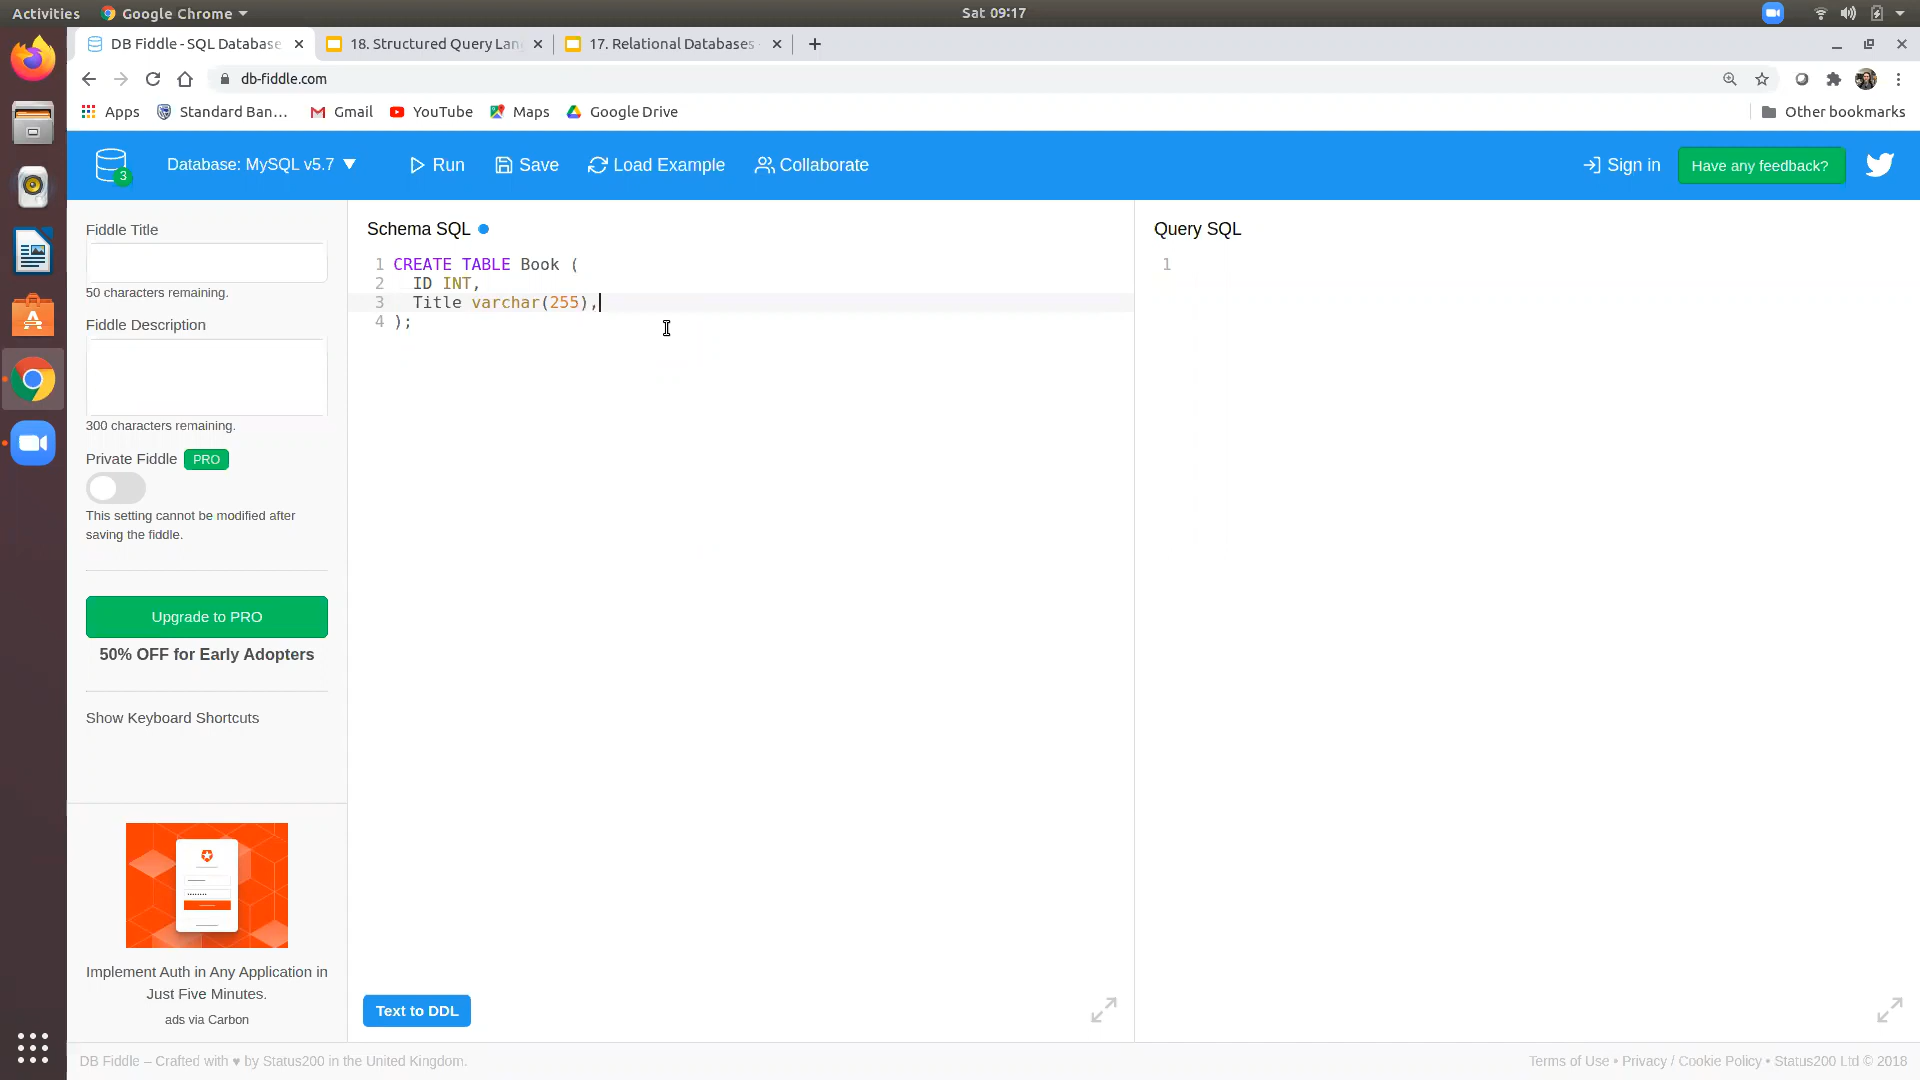 Activities Google Chrome Sat 09:17
DB Fiddle - SQL Database 18. Structured Query Lan 17. Relational Databases
db-fiddle.com
Apps Standard Ban... Gmail YouTube Maps Google Drive Other bookmarks
3 Database: MySQL v5.7 Run Save Load Example Collaborate Sign in Have any feedback?
Fiddle Title
50 characters remaining.
Fiddle Description
300 characters remaining.
Private Fiddle PRO
This setting cannot be modified after
saving the fiddle.
Upgrade to PRO
50% OFF for Early Adopters
Show Keyboard Shortcuts
Implement Auth in Any Application in
Just Five Minutes.
ads via Carbon
Schema SQL
1 CREATE TABLE Book (
2 ID INT,
3 Title varchar(255),
4 );
Text to DDL
Query SQL
1
DB Fiddle – Crafted with ♥ by Status200 in the United Kingdom.
Terms of Use • Privacy / Cookie Policy • Status200 Ltd © 2018